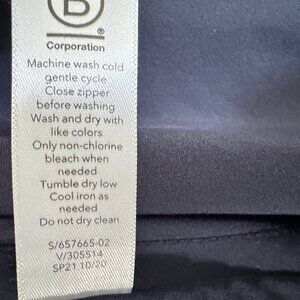 B
Corporation
Machine wash cold
gentle cycle
Close zipper
before washing
Wash and dry with
like colors
Only non-chlorine
bleach when
needed
Tumble dry low
Cool iron as
needed
Do not dry clean
S/657665-02
V/305514
SP21 10/20